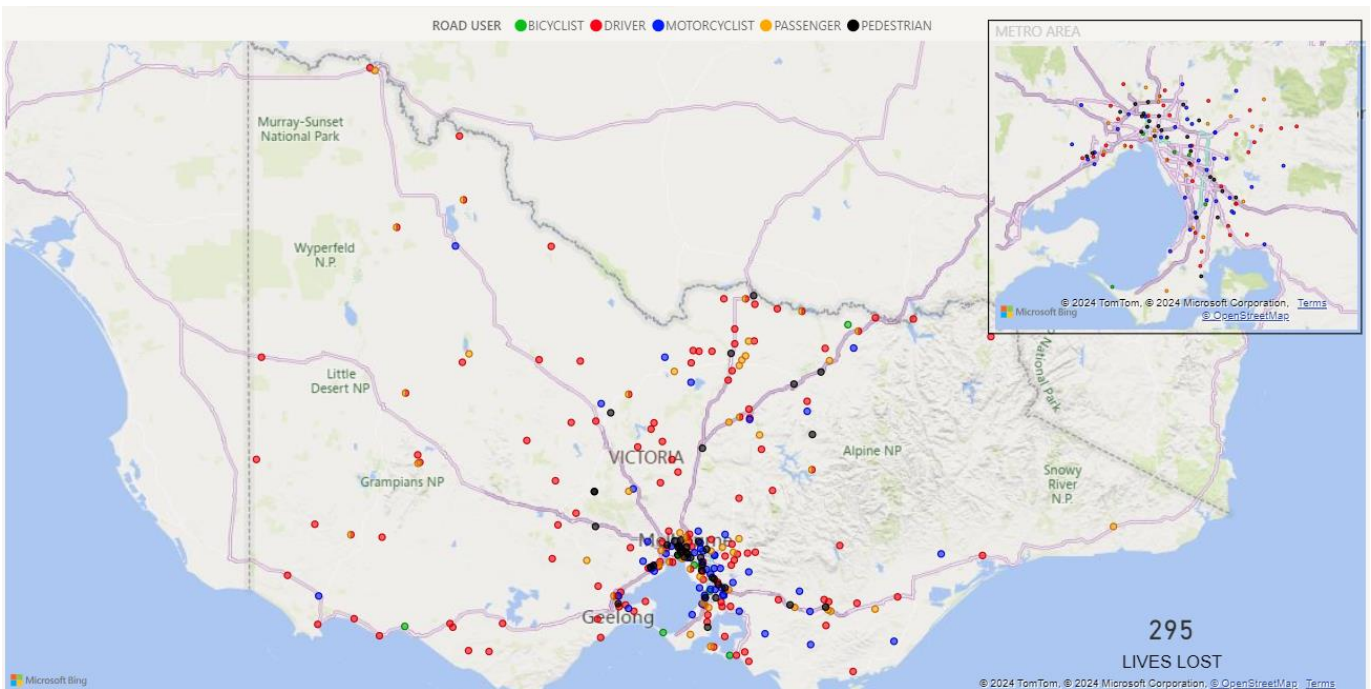 ROAD USER BICYCLIST DRIVER MOTORCYCLIST PASSENGER PEDESTRIAN
METRO AREA
Murray-Sunset
National Park
Wyperfeld
N.P.
Little
Desert NP
Grampians NP
VICTORIA
Alpine NP
Snowy
River
N.P.
National Park
Melbourne
Geelong
© 2024 TomTom, © 2024 Microsoft Corporation, Terms
© OpenStreetMap
Microsoft Bing
295
LIVES LOST
Microsoft Bing
© 2024 TomTom, © 2024 Microsoft Corporation, © OpenStreetMap Terms